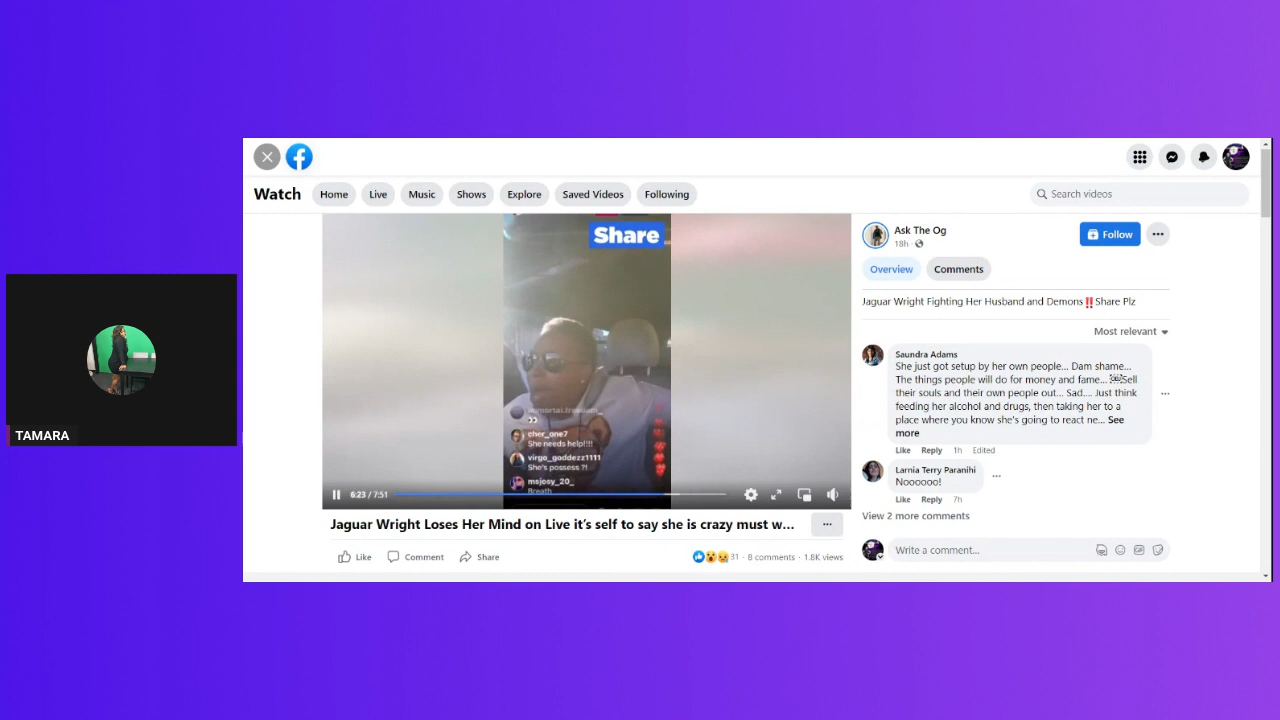 TAMARA
Watch
Home
Live
Music
Shows
Explore
Saved Videos
Following
Search videos
Share
cher_one7
She needs help!!!!
virgo_goddezz1111
She's possess ?!
msjosy_20_
Breath
6:23 / 7:51
Jaguar Wright Loses Her Mind on Live it's self to say she is crazy must w...
Like
Comment
Share
31 · 8 comments · 1.8K views
Ask The Og
18h ·
Follow
Overview
Comments
Jaguar Wright Fighting Her Husband and Demons‼️Share Plz
Most relevant
Saundra Adams
She just got setup by her own people... Dam shame...
The things people will do for money and fame... Sell
their souls and their own people out... Sad.... Just think
feeding her alcohol and drugs, then taking her to a
place where you know she's going to react ne... See
more
Like Reply 1h Edited
Larnia Terry Paranihi
Noooooo!
Like Reply 7h
View 2 more comments
Write a comment...